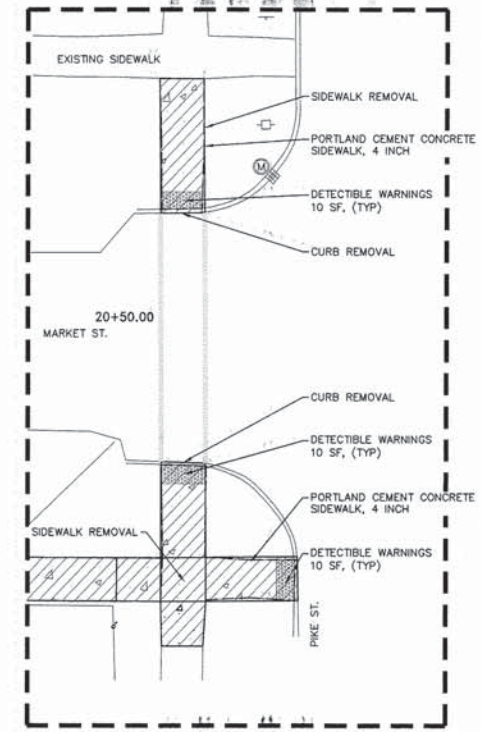 EXISTING SIDEWALK
SIDEWALK REMOVAL
PORTLAND CEMENT CONCRETE
SIDEWALK, 4 INCH
M
DETECTIBLE WARNINGS
10 SF, (TYP)
CURB REMOVAL
20+50.00
MARKET ST.
CURB REMOVAL
DETECTIBLE WARNINGS
10 SF, (TYP)
PORTLAND CEMENT CONCRETE
SIDEWALK, 4 INCH
SIDEWALK REMOVAL
DETECTIBLE WARNINGS
10 SF, (TYP)
PIKE ST.